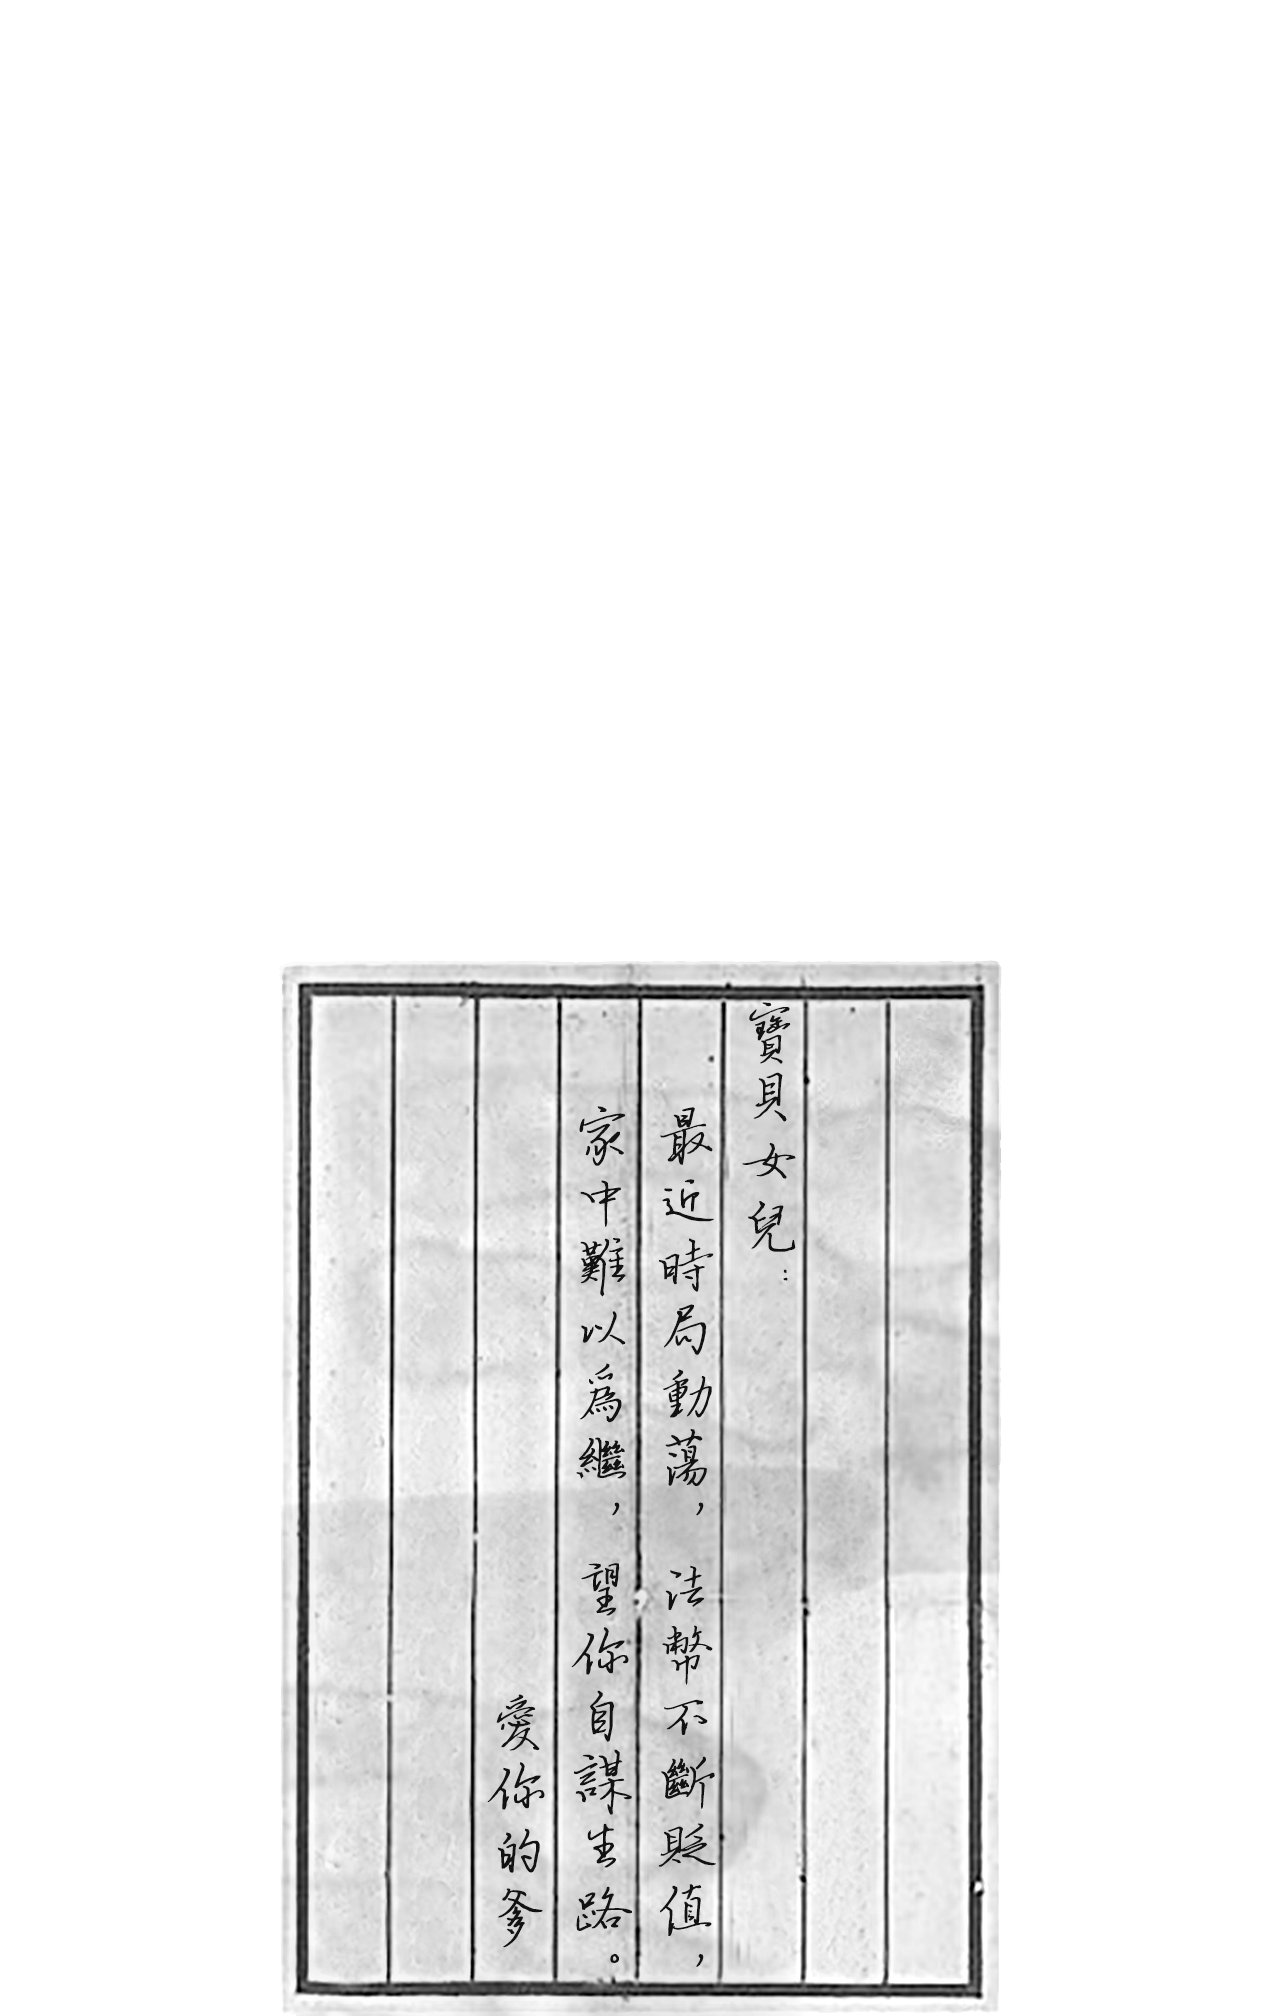 寶貝女兒：
最近時局動蕩，法幣不斷貶值，
家中難以為繼，望你自謀生路。
愛你的爹